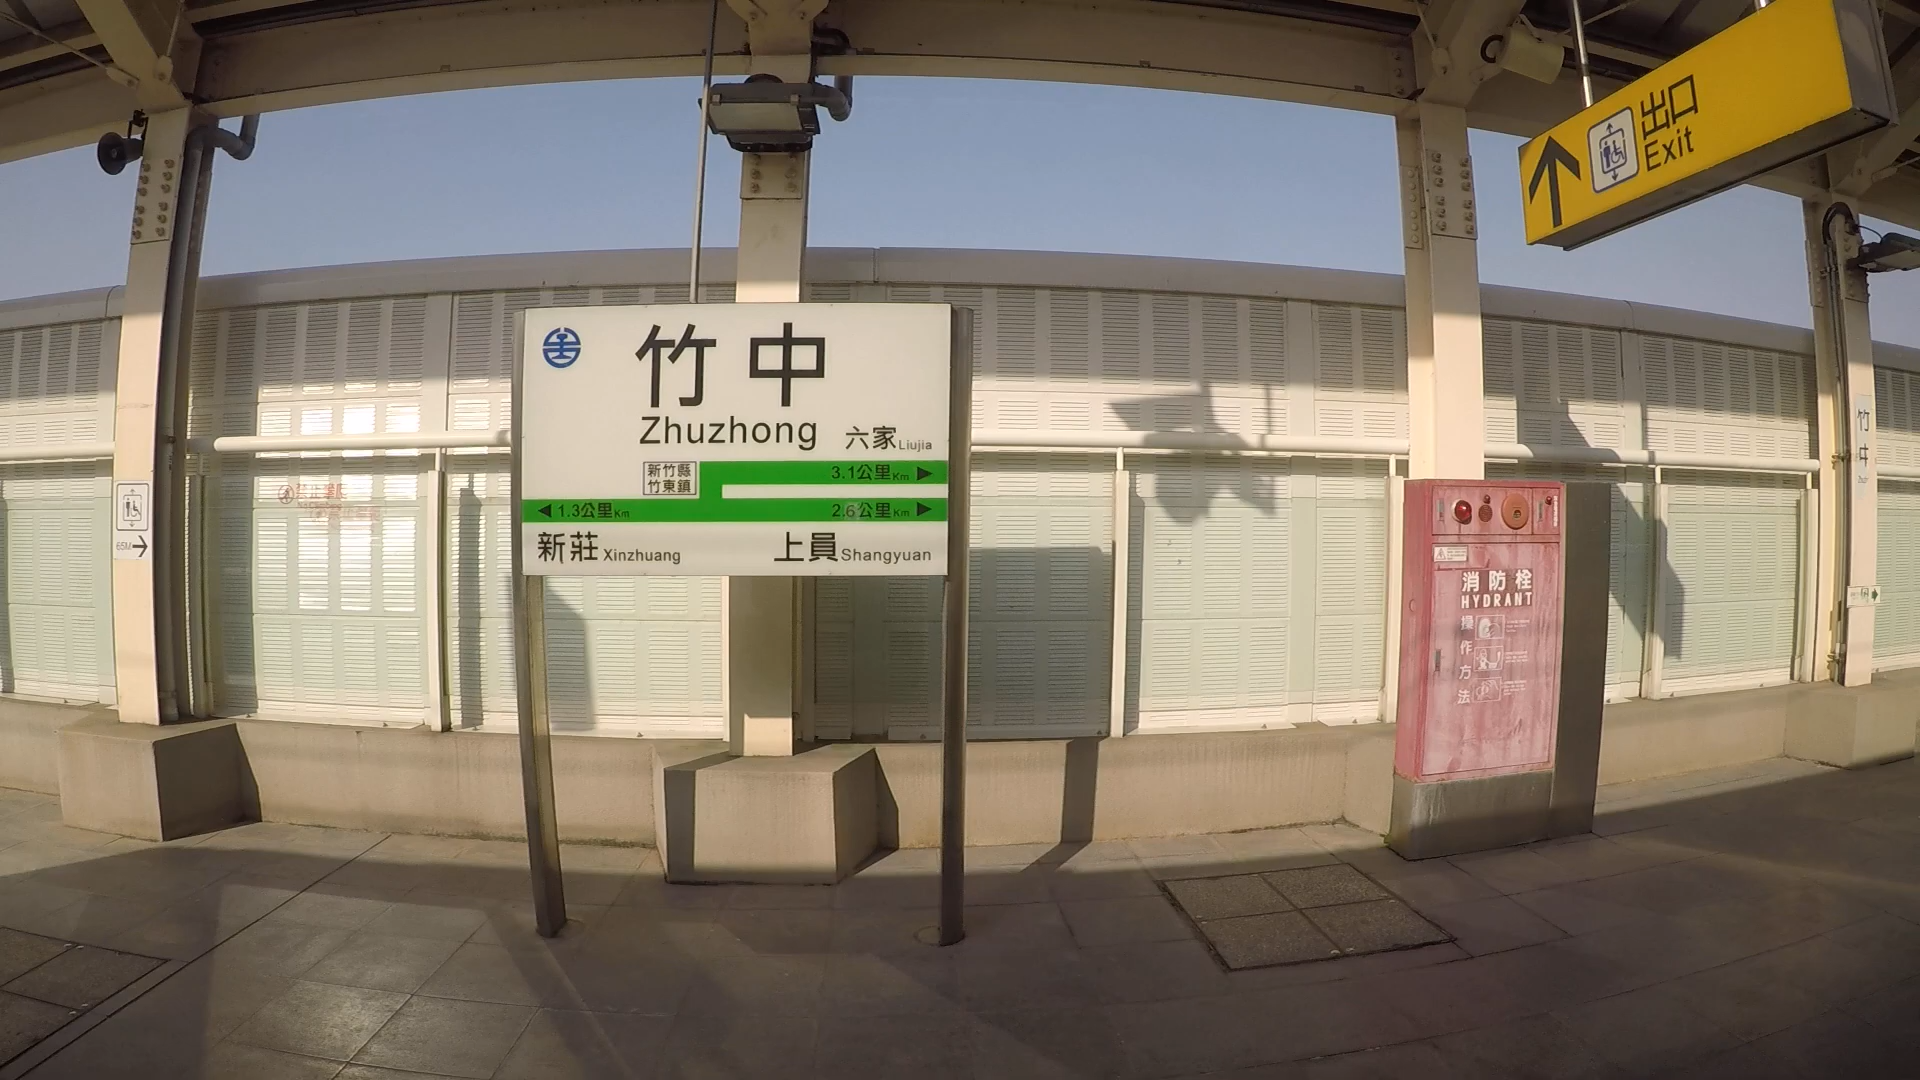 竹中
Zhuzhong
六家 Liujia
新竹縣
竹東鎮
3.1公里Km ▶
◀ 1.3公里Km
2.6公里Km ▶
新莊 Xinzhuang
上員 Shangyuan
出口
Exit
65M →
消防栓
HYDRANT
操作方法
竹中